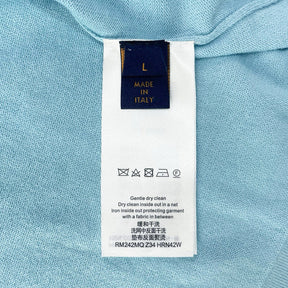 L
MADE
IN
ITALY
Gentle dry clean
Dry clean inside out in a net
Iron inside out protecting garment
with a fabric in between
缓和干洗
洗网中反面干洗
垫布反面熨烫
RM242MQ Z34 HRN42W